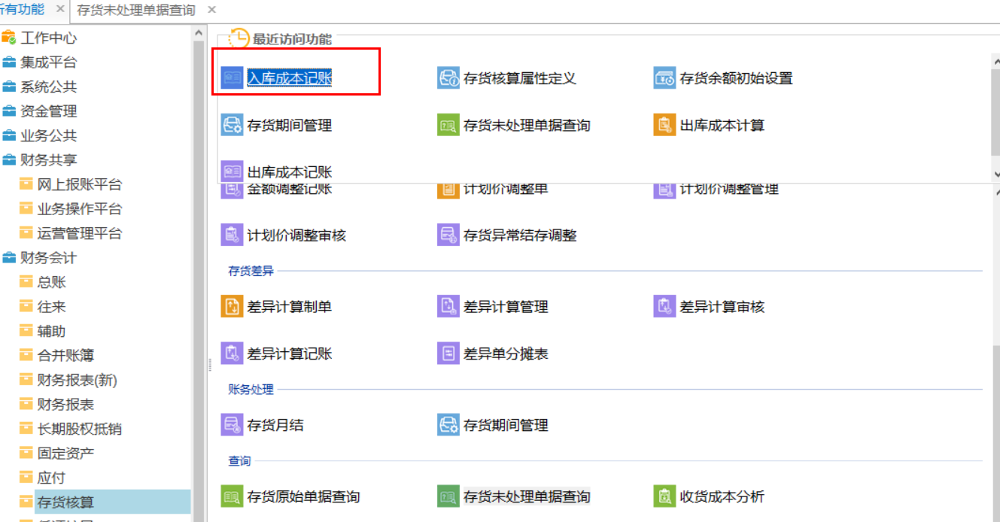 所有功能 × 存货未处理单据查询 ×
工作中心
集成平台
系统公共
资金管理
业务公共
财务共享
网上报账平台
业务操作平台
运营管理平台
财务会计
总账
往来
辅助
合并账簿
财务报表(新)
财务报表
长期股权抵销
固定资产
应付
存货核算
最近访问功能
入库成本记账 存货核算属性定义 存货余额初始设置
存货期间管理 存货未处理单据查询 出库成本计算
出库成本记账
金额调整记账 计划价调整单 计划价调整管理
计划价调整审核 存货异常结存调整
存货差异
差异计算制单 差异计算管理 差异计算审核
差异计算记账 差异单分摊表
账务处理
存货月结 存货期间管理
查询
存货原始单据查询 存货未处理单据查询 收货成本分析